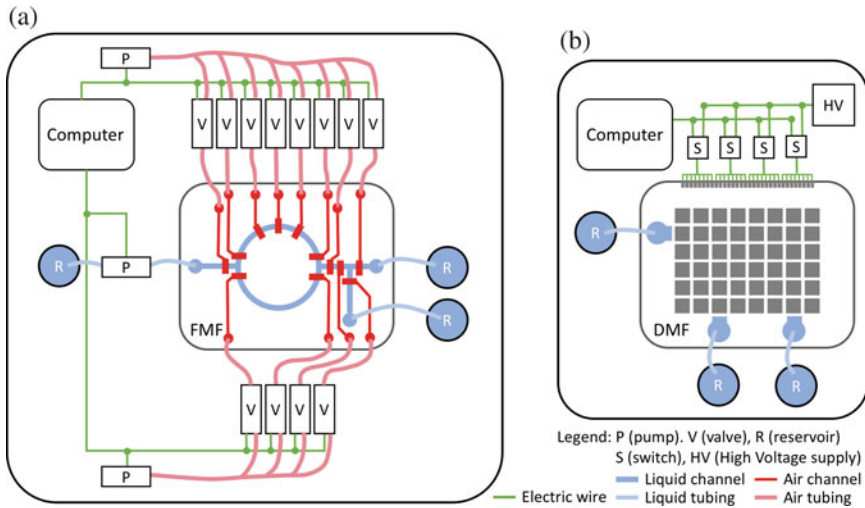 (a)
P
V V V V V V V V
Computer
R P
R
R
FMF
V V V V
P
(b)
HV
Computer
S S S S
R
DMF
R R
Legend: P (pump). V (valve), R (reservoir)
S (switch), HV (High Voltage supply)
Liquid channel Air channel
Electric wire Liquid tubing Air tubing